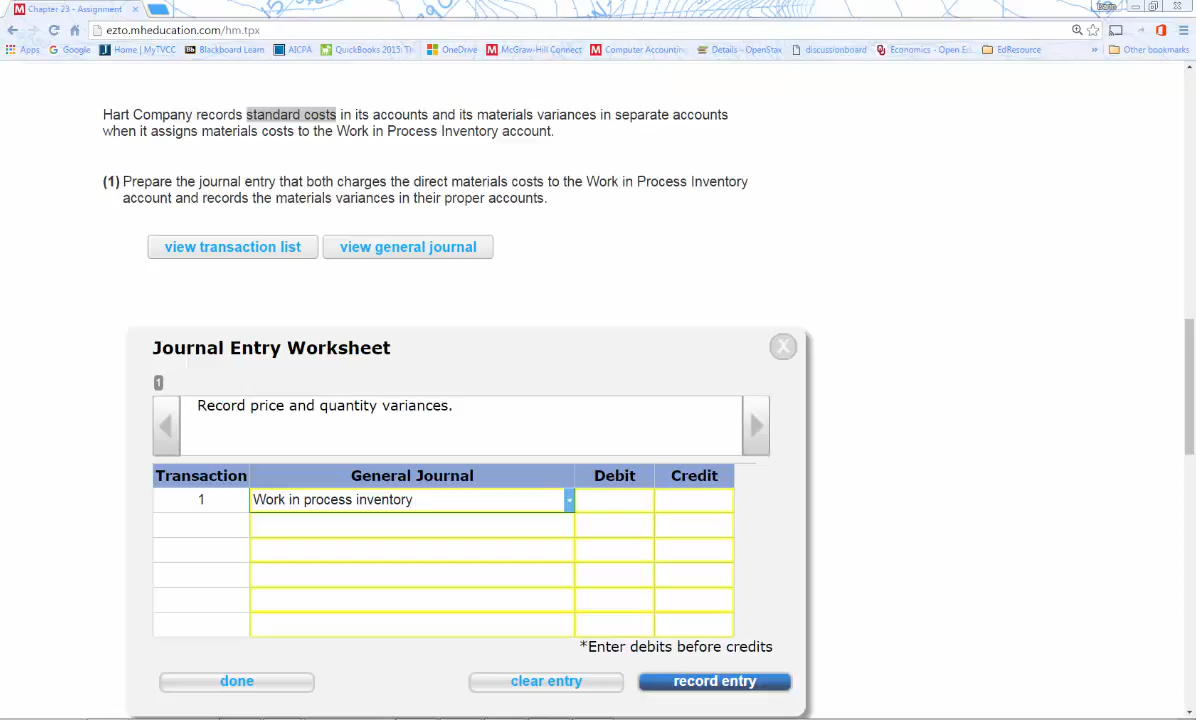 Chapter 23 - Assignment
ezto.mheducation.com/hm.tpx
Apps Google Home | MyTVCC Blackboard Learn AICPA QuickBooks 2015: Th OneDrive McGraw-Hill Connect Computer Accountin Details - OpenStax discussionboard Economics - Open Ed EdResource » Other bookmarks
Hart Company records standard costs in its accounts and its materials variances in separate accounts
when it assigns materials costs to the Work in Process Inventory account.
(1) Prepare the journal entry that both charges the direct materials costs to the Work in Process Inventory
account and records the materials variances in their proper accounts.
view transaction list view general journal
Journal Entry Worksheet X
1
Record price and quantity variances.
Transaction General Journal Debit Credit
1 Work in process inventory
*Enter debits before credits
done clear entry record entry